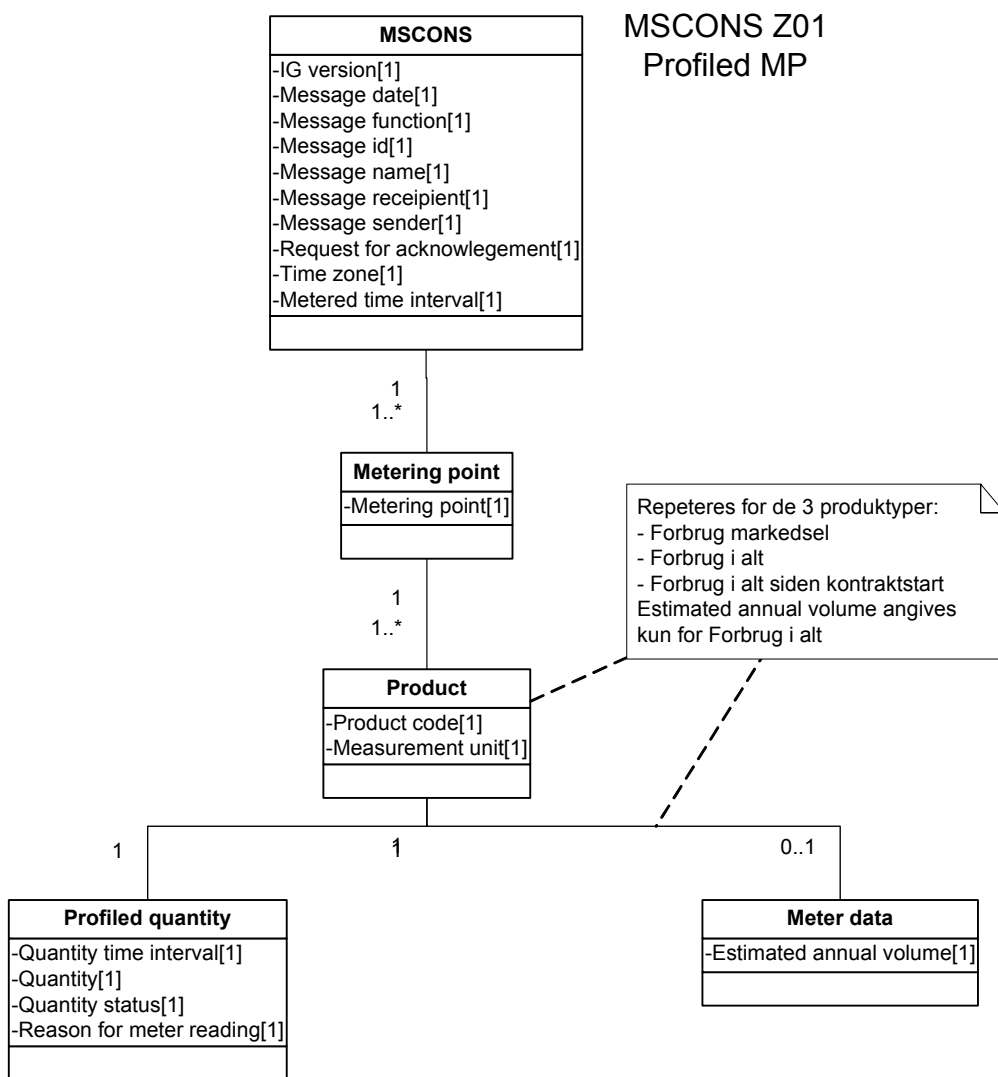 MSCONS Z01
Profiled MP
MSCONS
-IG version[1]
-Message date[1]
-Message function[1]
-Message id[1]
-Message name[1]
-Message receipient[1]
-Message sender[1]
-Request for acknowlegement[1]
-Time zone[1]
-Metered time interval[1]
1
1..*
Metering point
-Metering point[1]
1
1..*
Repeteres for de 3 produktyper:
- Forbrug markedsel
- Forbrug i alt
- Forbrug i alt siden kontraktstart
Estimated annual volume angives
kun for Forbrug i alt
Product
-Product code[1]
-Measurement unit[1]
1
1
1
0..1
Profiled quantity
-Quantity time interval[1]
-Quantity[1]
-Quantity status[1]
-Reason for meter reading[1]
Meter data
-Estimated annual volume[1]